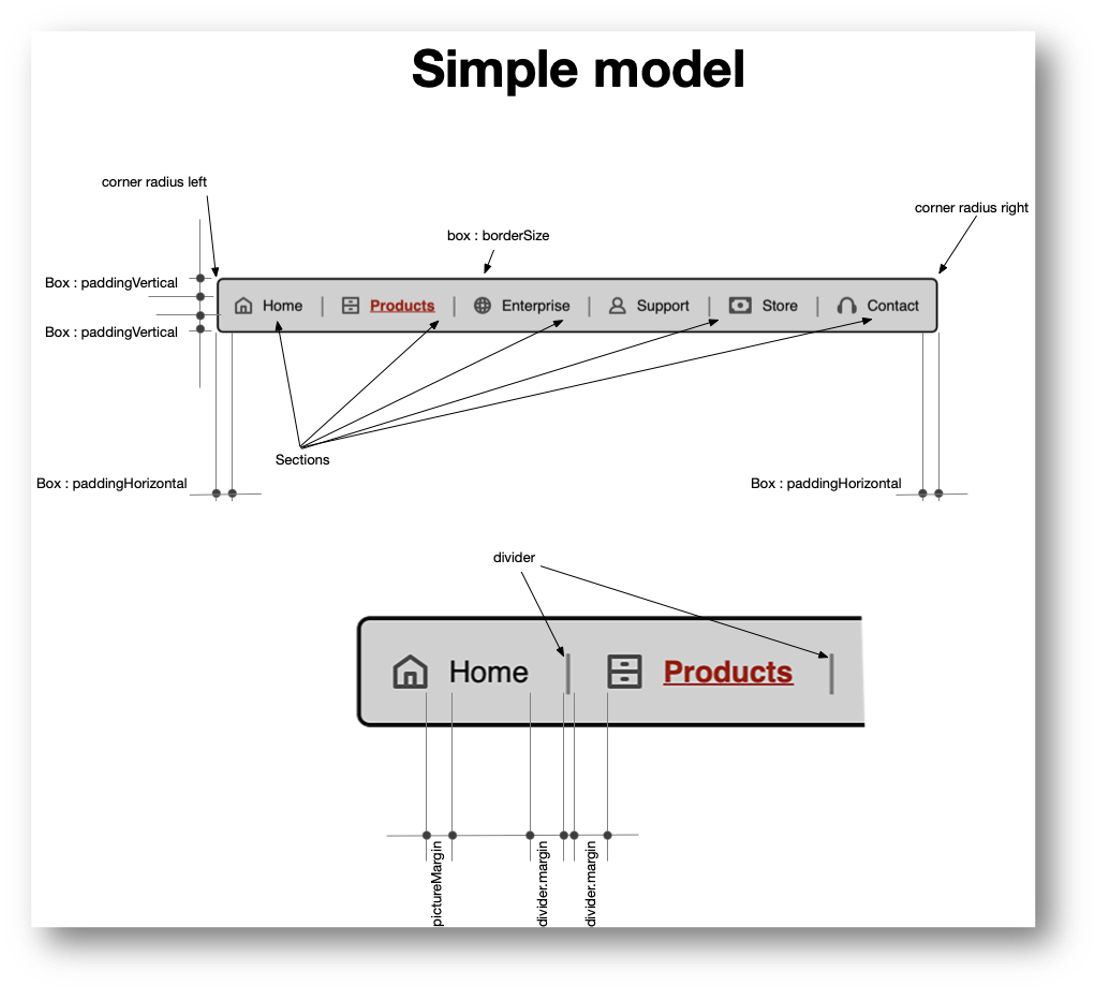 Simple model
corner radius left
corner radius right
box : borderSize
Box : paddingVertical
Home | Products | Enterprise | Support | Store | Contact
Box : paddingVertical
Sections
Box : paddingHorizontal
Box : paddingHorizontal
divider
Home | Products |
pictureMargin
divider.margin
divider.margin